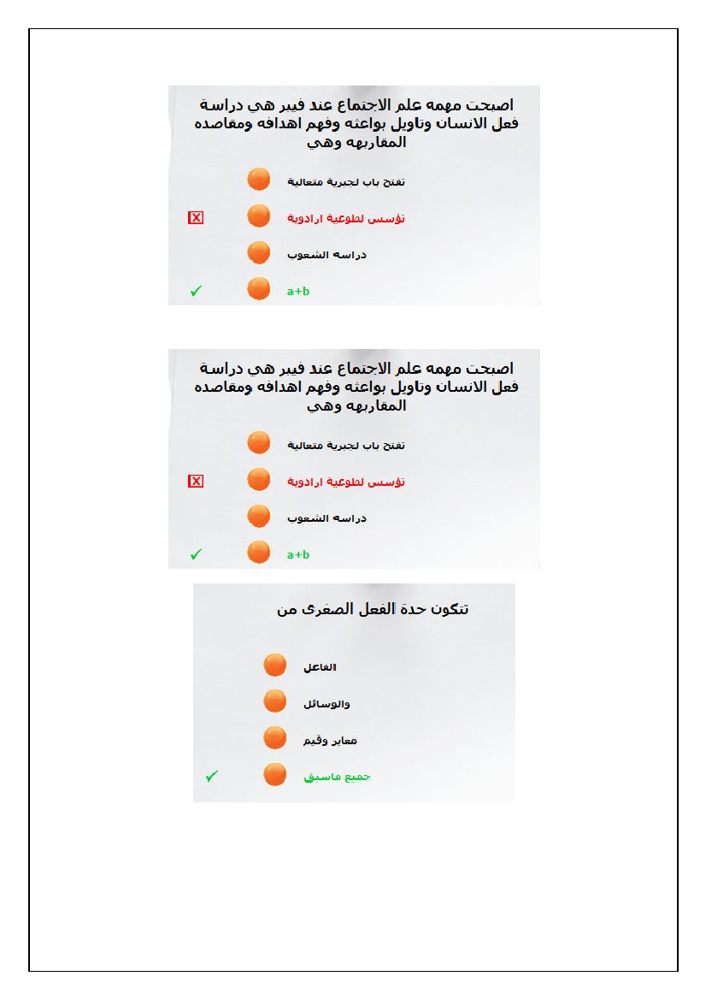 اصبحت مهمه علم الاجتماع عند فيبر هي دراسة
فعل الانسان وتاويل بواعثه وفهم اهدافه ومقاصده
المقاربهه وهي
تفتح باب لجبرية متعالية
تؤسس لطوعية ارادوية
دراسه الشعوب
a+b
اصبحت مهمه علم الاجتماع عند فيبر هي دراسة
فعل الانسان وتاويل بواعثه وفهم اهدافه ومقاصده
المقاربهه وهي
تفتح باب لجبرية متعالية
تؤسس لطوعية ارادوية
دراسه الشعوب
a+b
تتكون حدة الفعل الصغرى من
الفاعل
والوسائل
معاير وقيم
جميع ماسبق